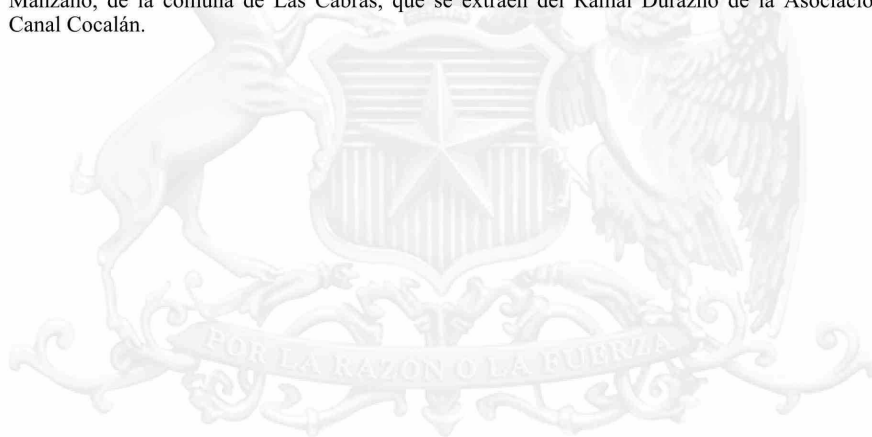 Manzano, de la comuna de Las Cabras, que se extraen del Ramal Durazno de la Asociació
Canal Cocalán.
POR LA RAZÓN O LA FUERZA